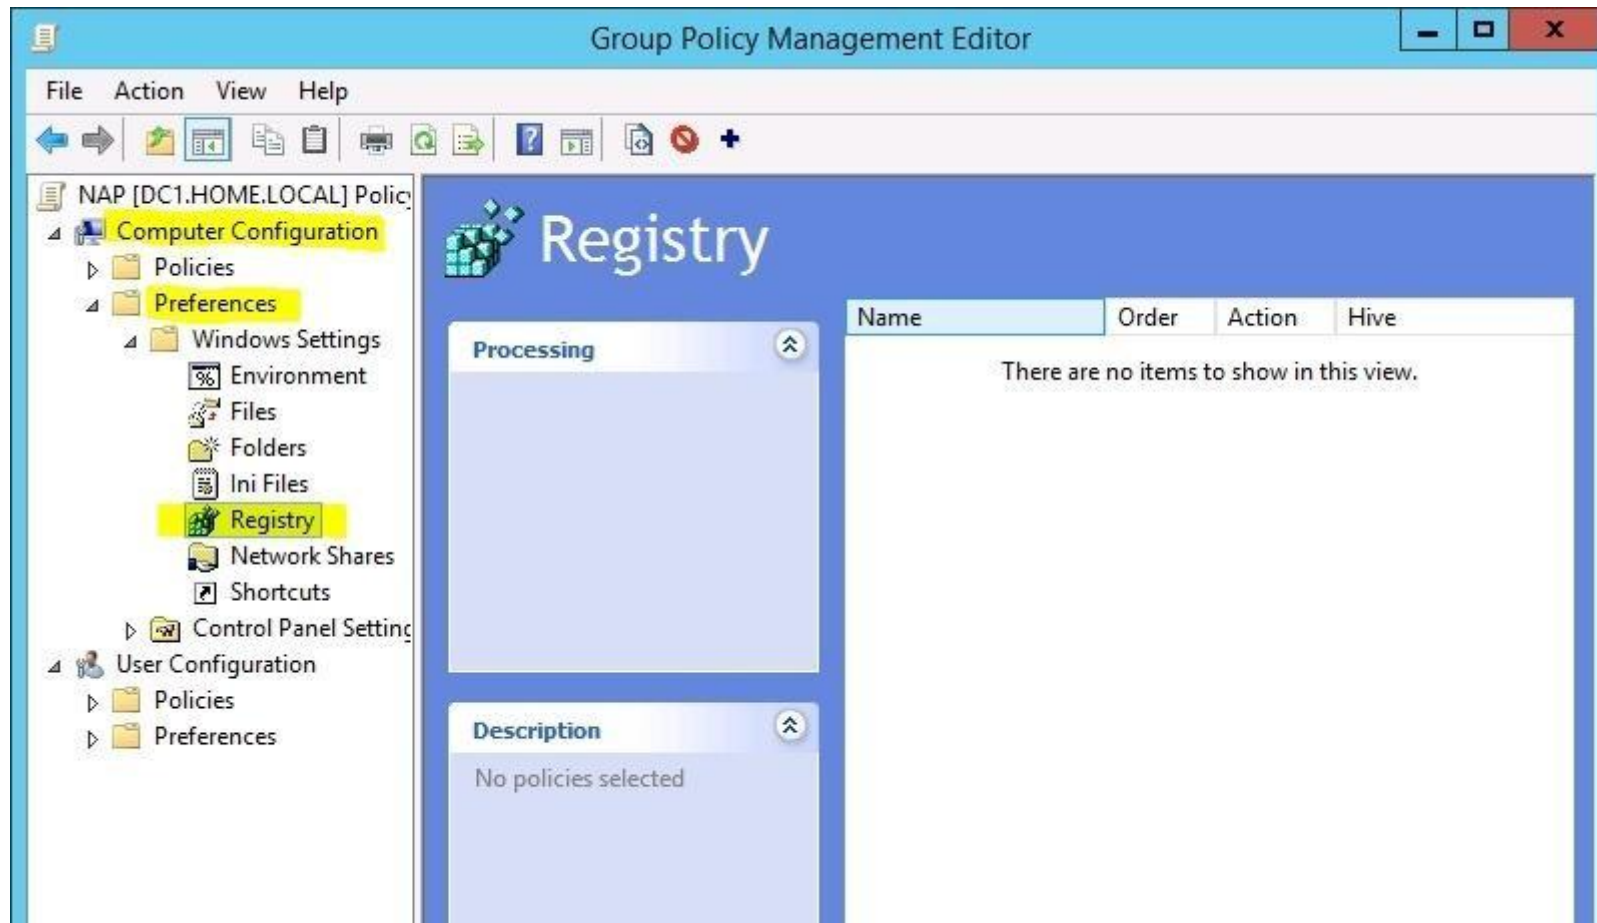 Group Policy Management Editor
File Action View Help
NAP [DC1.HOME.LOCAL] Policy
Computer Configuration
Policies
Preferences
Windows Settings
Environment
Files
Folders
Ini Files
Registry
Network Shares
Shortcuts
Control Panel Setting
User Configuration
Policies
Preferences
Registry
Processing
Description
No policies selected
Name Order Action Hive
There are no items to show in this view.